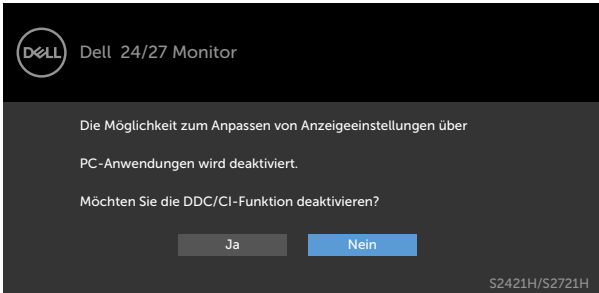 DELL
Dell 24/27 Monitor
Die Möglichkeit zum Anpassen von Anzeigeeinstellungen über
PC-Anwendungen wird deaktiviert.
Möchten Sie die DDC/CI-Funktion deaktivieren?
Ja
Nein
S2421H/S2721H